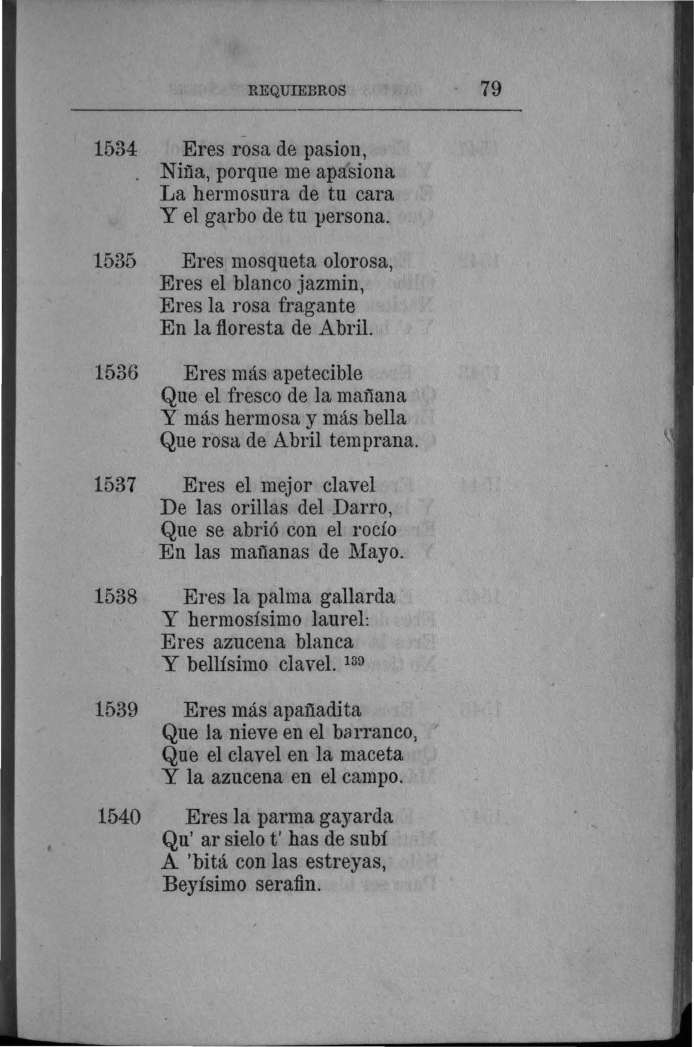 REQUIEBROS 79
1534 Eres rosa de pasion,
Niña, porque me apasiona
La hermosura de tu cara
Y el garbo de tu persona.
1535 Eres mosqueta olorosa,
Eres el blanco jazmin,
Eres la rosa fragante
En la floresta de Abril.
1536 Eres más apetecible
Que el fresco de la mañana
Y más hermosa y más bella
Que rosa de Abril temprana.
1537 Eres el mejor clavel
De las orillas del Darro,
Que se abrió con el rocío
En las mañanas de Mayo.
1538 Eres la palma gallarda
Y hermosísimo laurel:
Eres azucena blanca
Y bellísimo clavel. 139
1539 Eres más apañadita
Que la nieve en el barranco,
Que el clavel en la maceta
Y la azucena en el campo.
1540 Eres la parma gayarda
Qu' ar sielo t' has de subí
A 'bitá con las estreyas,
Beyísimo serafin.